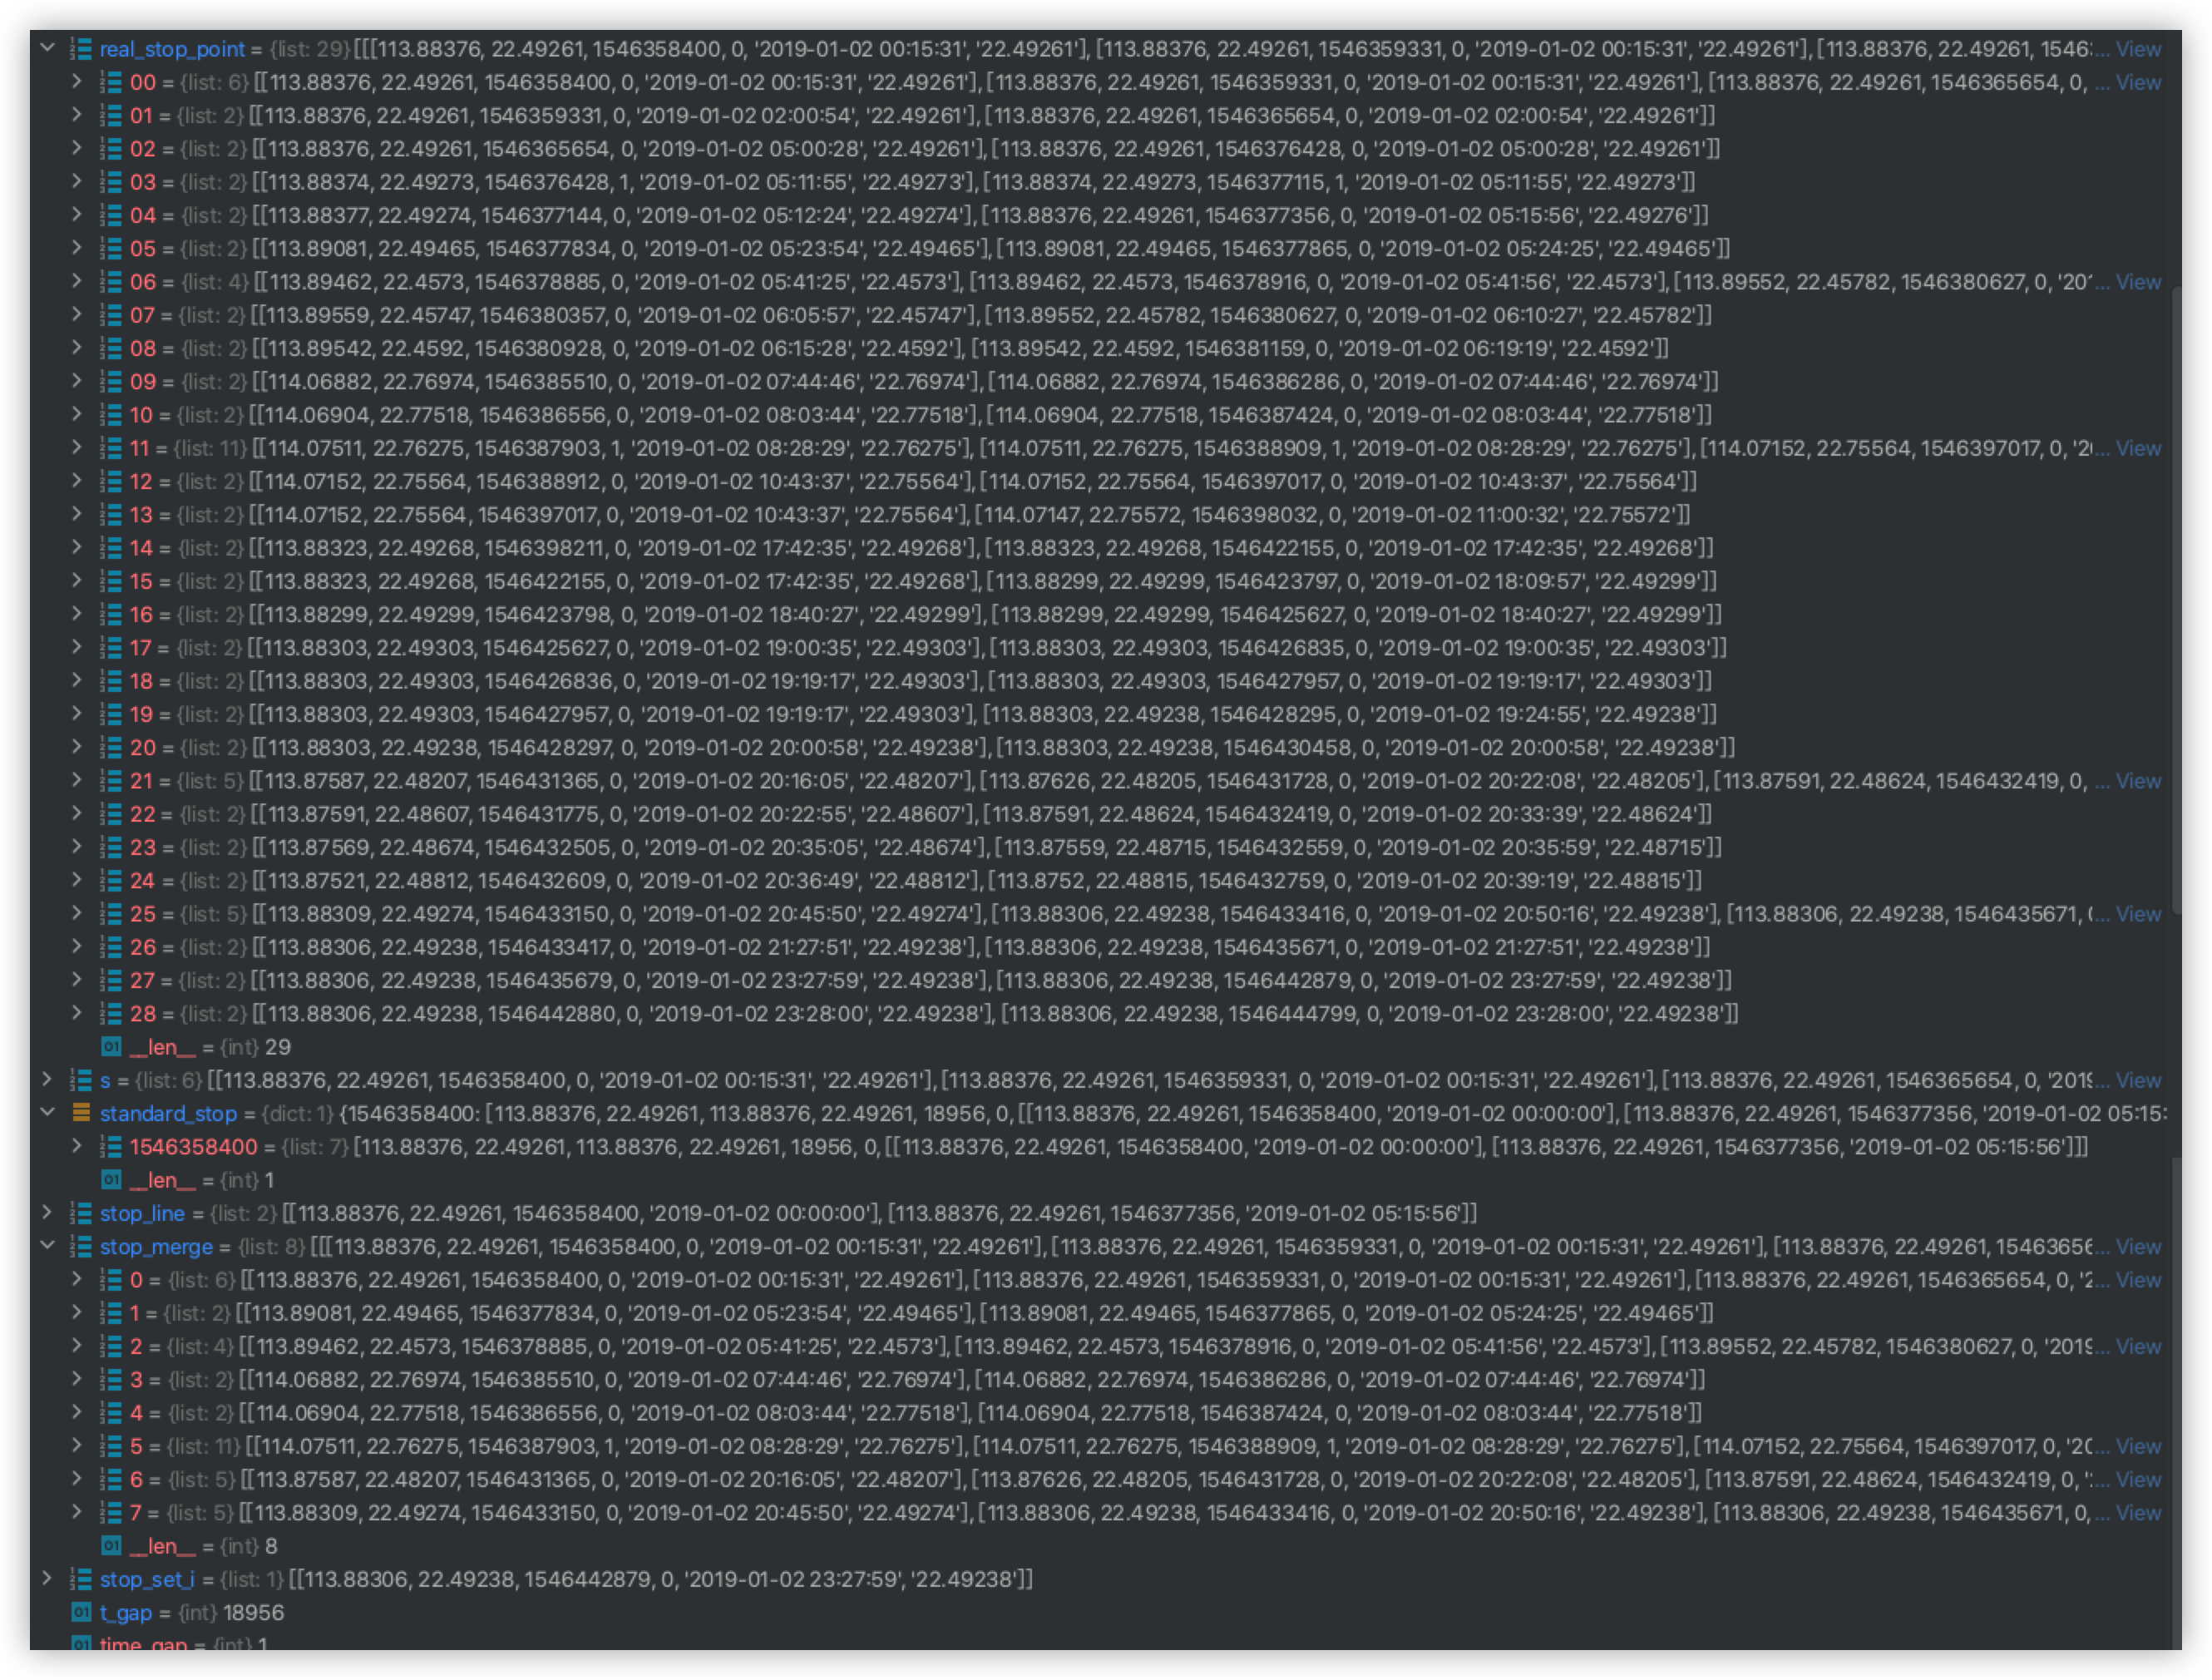 real_stop_point = {list: 29} [[[113.88376, 22.49261, 1546358400, 0, '2019-01-02 00:15:31', '22.49261'], [113.88376, 22.49261, 1546359331, 0, '2019-01-02 00:15:31', '22.49261'], [113.88376, 22.49261, 1546... View
00 = {list: 6} [[113.88376, 22.49261, 1546358400, 0, '2019-01-02 00:15:31', '22.49261'], [113.88376, 22.49261, 1546359331, 0, '2019-01-02 00:15:31', '22.49261'], [113.88376, 22.49261, 1546365654, 0, ... View
01 = {list: 2} [[113.88376, 22.49261, 1546359331, 0, '2019-01-02 02:00:54', '22.49261'], [113.88376, 22.49261, 1546365654, 0, '2019-01-02 02:00:54', '22.49261']]
02 = {list: 2} [[113.88376, 22.49261, 1546365654, 0, '2019-01-02 05:00:28', '22.49261'], [113.88376, 22.49261, 1546376428, 0, '2019-01-02 05:00:28', '22.49261']]
03 = {list: 2} [[113.88374, 22.49273, 1546376428, 1, '2019-01-02 05:11:55', '22.49273'], [113.88374, 22.49273, 1546377115, 1, '2019-01-02 05:11:55', '22.49273']]
04 = {list: 2} [[113.88377, 22.49274, 1546377144, 0, '2019-01-02 05:12:24', '22.49274'], [113.88376, 22.49261, 1546377356, 0, '2019-01-02 05:15:56', '22.49276']]
05 = {list: 2} [[113.89081, 22.49465, 1546377834, 0, '2019-01-02 05:23:54', '22.49465'], [113.89081, 22.49465, 1546377865, 0, '2019-01-02 05:24:25', '22.49465']]
06 = {list: 4} [[113.89462, 22.4573, 1546378885, 0, '2019-01-02 05:41:25', '22.4573'], [113.89462, 22.4573, 1546378916, 0, '2019-01-02 05:41:56', '22.4573'], [113.89552, 22.45782, 1546380627, 0, '20'... View
07 = {list: 2} [[113.89559, 22.45747, 1546380357, 0, '2019-01-02 06:05:57', '22.45747'], [113.89552, 22.45782, 1546380627, 0, '2019-01-02 06:10:27', '22.45782']]
08 = {list: 2} [[113.89542, 22.4592, 1546380928, 0, '2019-01-02 06:15:28', '22.4592'], [113.89542, 22.4592, 1546381159, 0, '2019-01-02 06:19:19', '22.4592']]
09 = {list: 2} [[114.06882, 22.76974, 1546385510, 0, '2019-01-02 07:44:46', '22.76974'], [114.06882, 22.76974, 1546386286, 0, '2019-01-02 07:44:46', '22.76974']]
10 = {list: 2} [[114.06904, 22.77518, 1546386556, 0, '2019-01-02 08:03:44', '22.77518'], [114.06904, 22.77518, 1546387424, 0, '2019-01-02 08:03:44', '22.77518']]
11 = {list: 11} [[114.07511, 22.76275, 1546387903, 1, '2019-01-02 08:28:29', '22.76275'], [114.07511, 22.76275, 1546388909, 1, '2019-01-02 08:28:29', '22.76275'], [114.07152, 22.75564, 1546397017, 0, '2... View
12 = {list: 2} [[114.07152, 22.75564, 1546388912, 0, '2019-01-02 10:43:37', '22.75564'], [114.07152, 22.75564, 1546397017, 0, '2019-01-02 10:43:37', '22.75564']]
13 = {list: 2} [[114.07152, 22.75564, 1546397017, 0, '2019-01-02 10:43:37', '22.75564'], [114.07147, 22.75572, 1546398032, 0, '2019-01-02 11:00:32', '22.75572']]
14 = {list: 2} [[113.88323, 22.49268, 1546398211, 0, '2019-01-02 17:42:35', '22.49268'], [113.88323, 22.49268, 1546422155, 0, '2019-01-02 17:42:35', '22.49268']]
15 = {list: 2} [[113.88323, 22.49268, 1546422155, 0, '2019-01-02 17:42:35', '22.49268'], [113.88299, 22.49299, 1546423797, 0, '2019-01-02 18:09:57', '22.49299']]
16 = {list: 2} [[113.88299, 22.49299, 1546423798, 0, '2019-01-02 18:40:27', '22.49299'], [113.88299, 22.49299, 1546425627, 0, '2019-01-02 18:40:27', '22.49299']]
17 = {list: 2} [[113.88303, 22.49303, 1546425627, 0, '2019-01-02 19:00:35', '22.49303'], [113.88303, 22.49303, 1546426835, 0, '2019-01-02 19:00:35', '22.49303']]
18 = {list: 2} [[113.88303, 22.49303, 1546426836, 0, '2019-01-02 19:19:17', '22.49303'], [113.88303, 22.49303, 1546427957, 0, '2019-01-02 19:19:17', '22.49303']]
19 = {list: 2} [[113.88303, 22.49303, 1546427957, 0, '2019-01-02 19:19:17', '22.49303'], [113.88303, 22.49238, 1546428295, 0, '2019-01-02 19:24:55', '22.49238']]
20 = {list: 2} [[113.88303, 22.49238, 1546428297, 0, '2019-01-02 20:00:58', '22.49238'], [113.88303, 22.49238, 1546430458, 0, '2019-01-02 20:00:58', '22.49238']]
21 = {list: 5} [[113.87587, 22.48207, 1546431365, 0, '2019-01-02 20:16:05', '22.48207'], [113.87626, 22.48205, 1546431728, 0, '2019-01-02 20:22:08', '22.48205'], [113.87591, 22.48624, 1546432419, 0, ... View
22 = {list: 2} [[113.87591, 22.48607, 1546431775, 0, '2019-01-02 20:22:55', '22.48607'], [113.87591, 22.48624, 1546432419, 0, '2019-01-02 20:33:39', '22.48624']]
23 = {list: 2} [[113.87569, 22.48674, 1546432505, 0, '2019-01-02 20:35:05', '22.48674'], [113.87559, 22.48715, 1546432559, 0, '2019-01-02 20:35:59', '22.48715']]
24 = {list: 2} [[113.87521, 22.48812, 1546432609, 0, '2019-01-02 20:36:49', '22.48812'], [113.8752, 22.48815, 1546432759, 0, '2019-01-02 20:39:19', '22.48815']]
25 = {list: 5} [[113.88309, 22.49274, 1546433150, 0, '2019-01-02 20:45:50', '22.49274'], [113.88306, 22.49238, 1546433416, 0, '2019-01-02 20:50:16', '22.49238'], [113.88306, 22.49238, 1546435671, ... View
26 = {list: 2} [[113.88306, 22.49238, 1546433417, 0, '2019-01-02 21:27:51', '22.49238'], [113.88306, 22.49238, 1546435671, 0, '2019-01-02 21:27:51', '22.49238']]
27 = {list: 2} [[113.88306, 22.49238, 1546435679, 0, '2019-01-02 23:27:59', '22.49238'], [113.88306, 22.49238, 1546442879, 0, '2019-01-02 23:27:59', '22.49238']]
28 = {list: 2} [[113.88306, 22.49238, 1546442880, 0, '2019-01-02 23:28:00', '22.49238'], [113.88306, 22.49238, 1546444799, 0, '2019-01-02 23:28:00', '22.49238']]
__len__ = {int} 29
s = {list: 6} [[113.88376, 22.49261, 1546358400, 0, '2019-01-02 00:15:31', '22.49261'], [113.88376, 22.49261, 1546359331, 0, '2019-01-02 00:15:31', '22.49261'], [113.88376, 22.49261, 1546365654, 0, '2019... View
standard_stop = {dict: 1} {1546358400: [113.88376, 22.49261, 113.88376, 22.49261, 18956, 0, [[113.88376, 22.49261, 1546358400, '2019-01-02 00:00:00'], [113.88376, 22.49261, 1546377356, '2019-01-02 05:15:
1546358400 = {list: 7} [113.88376, 22.49261, 113.88376, 22.49261, 18956, 0, [[113.88376, 22.49261, 1546358400, '2019-01-02 00:00:00'], [113.88376, 22.49261, 1546377356, '2019-01-02 05:15:56']]]
__len__ = {int} 1
stop_line = {list: 2} [[113.88376, 22.49261, 1546358400, '2019-01-02 00:00:00'], [113.88376, 22.49261, 1546377356, '2019-01-02 05:15:56']]
stop_merge = {list: 8} [[[113.88376, 22.49261, 1546358400, 0, '2019-01-02 00:15:31', '22.49261'], [113.88376, 22.49261, 1546359331, 0, '2019-01-02 00:15:31', '22.49261'], [113.88376, 22.49261, 15463656... View
0 = {list: 6} [[113.88376, 22.49261, 1546358400, 0, '2019-01-02 00:15:31', '22.49261'], [113.88376, 22.49261, 1546359331, 0, '2019-01-02 00:15:31', '22.49261'], [113.88376, 22.49261, 1546365654, 0, '2... View
1 = {list: 2} [[113.89081, 22.49465, 1546377834, 0, '2019-01-02 05:23:54', '22.49465'], [113.89081, 22.49465, 1546377865, 0, '2019-01-02 05:24:25', '22.49465']]
2 = {list: 4} [[113.89462, 22.4573, 1546378885, 0, '2019-01-02 05:41:25', '22.4573'], [113.89462, 22.4573, 1546378916, 0, '2019-01-02 05:41:56', '22.4573'], [113.89552, 22.45782, 1546380627, 0, '2019... View
3 = {list: 2} [[114.06882, 22.76974, 1546385510, 0, '2019-01-02 07:44:46', '22.76974'], [114.06882, 22.76974, 1546386286, 0, '2019-01-02 07:44:46', '22.76974']]
4 = {list: 2} [[114.06904, 22.77518, 1546386556, 0, '2019-01-02 08:03:44', '22.77518'], [114.06904, 22.77518, 1546387424, 0, '2019-01-02 08:03:44', '22.77518']]
5 = {list: 11} [[114.07511, 22.76275, 1546387903, 1, '2019-01-02 08:28:29', '22.76275'], [114.07511, 22.76275, 1546388909, 1, '2019-01-02 08:28:29', '22.76275'], [114.07152, 22.75564, 1546397017, 0, '20... View
6 = {list: 5} [[113.87587, 22.48207, 1546431365, 0, '2019-01-02 20:16:05', '22.48207'], [113.87626, 22.48205, 1546431728, 0, '2019-01-02 20:22:08', '22.48205'], [113.87591, 22.48624, 1546432419, 0, '... View
7 = {list: 5} [[113.88309, 22.49274, 1546433150, 0, '2019-01-02 20:45:50', '22.49274'], [113.88306, 22.49238, 1546433416, 0, '2019-01-02 20:50:16', '22.49238'], [113.88306, 22.49238, 1546435671, 0, ... View
__len__ = {int} 8
stop_set_i = {list: 1} [[113.88306, 22.49238, 1546442879, 0, '2019-01-02 23:27:59', '22.49238']]
t_gap = {int} 18956
time_gap = {int} 1